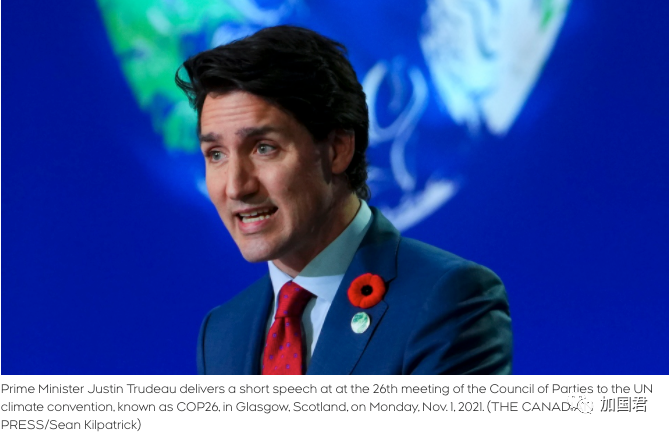 Prime Minister Justin Trudeau delivers a short speech at at the 26th meeting of the Council of Parties to the UN
climate convention, known as COP26, in Glasgow, Scotland, on Monday, Nov. 1, 2021. (THE CANAD
加国君
PRESS/Sean Kilpatrick)